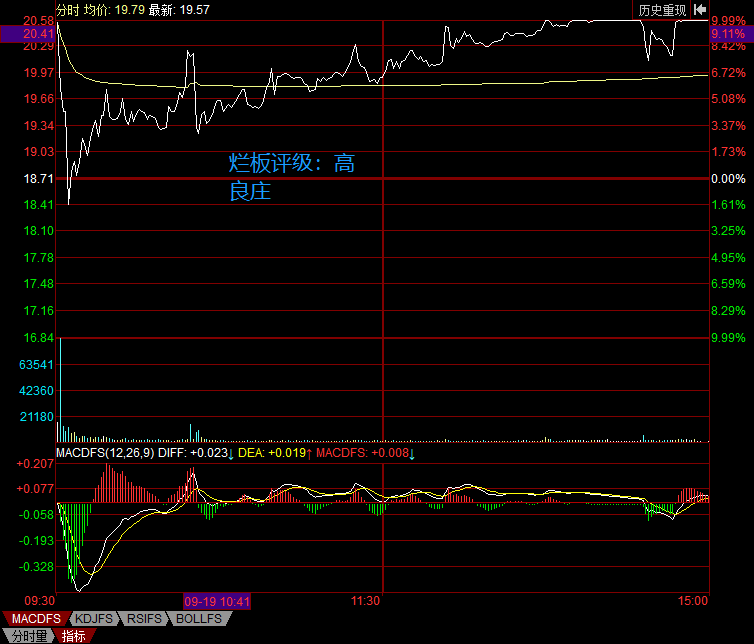 分时 均价: 19.79 最新: 19.57
历史重现
20.58 9.99%
20.41 9.11%
20.29 8.42%
19.97 6.72%
19.66 5.08%
19.34 3.37%
19.03 1.73%
18.71 0.00%
18.41 1.61%
18.10 3.25%
17.78 4.95%
17.48 6.59%
17.16 8.29%
16.84 9.99%
烂板评级：高
良庄
63541
42360
21180
MACDFS(12,26,9) DIFF: +0.023↓ DEA: +0.019↑ MACDFS: +0.008↓
+0.207
+0.077
-0.058
-0.193
-0.328
09:30 09-19 10:41 11:30 15:00
MACDFS KDJFS RSIFS BOLLFS
分时量 指标